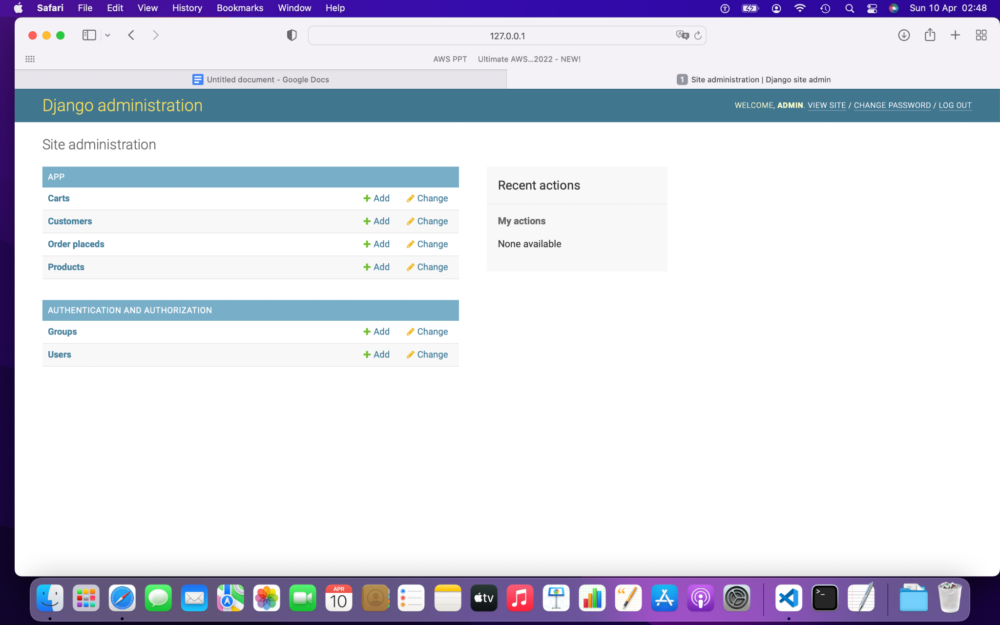 Safari File Edit View History Bookmarks Window Help Sun 10 Apr 02:48
127.0.0.1
AWS PPT Ultimate AWS...2022 - NEW!
Untitled document - Google Docs 1 Site administration | Django site admin
Django administration WELCOME, ADMIN. VIEW SITE / CHANGE PASSWORD / LOG OUT
Site administration
APP
Carts Add Change
Customers Add Change
Order placeds Add Change
Products Add Change
AUTHENTICATION AND AUTHORIZATION
Groups Add Change
Users Add Change
Recent actions
My actions
None available
APR
10
tv
>_